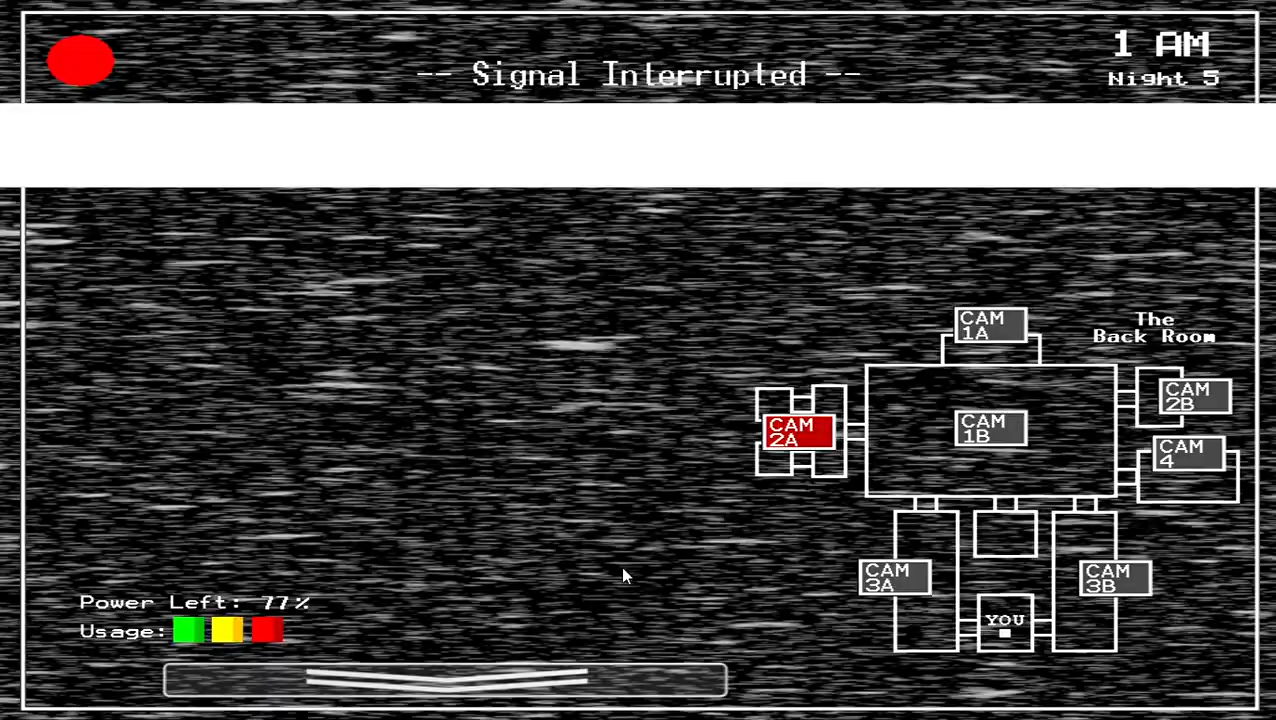 1 AM
-- Signal Interrupted --
Night 5
CAM
1A
The
Back Room
CAM
2B
CAM
2A
CAM
1B
CAM
4
CAM
3A
CAM
3B
Power Left: 77%
YOU
Usage: